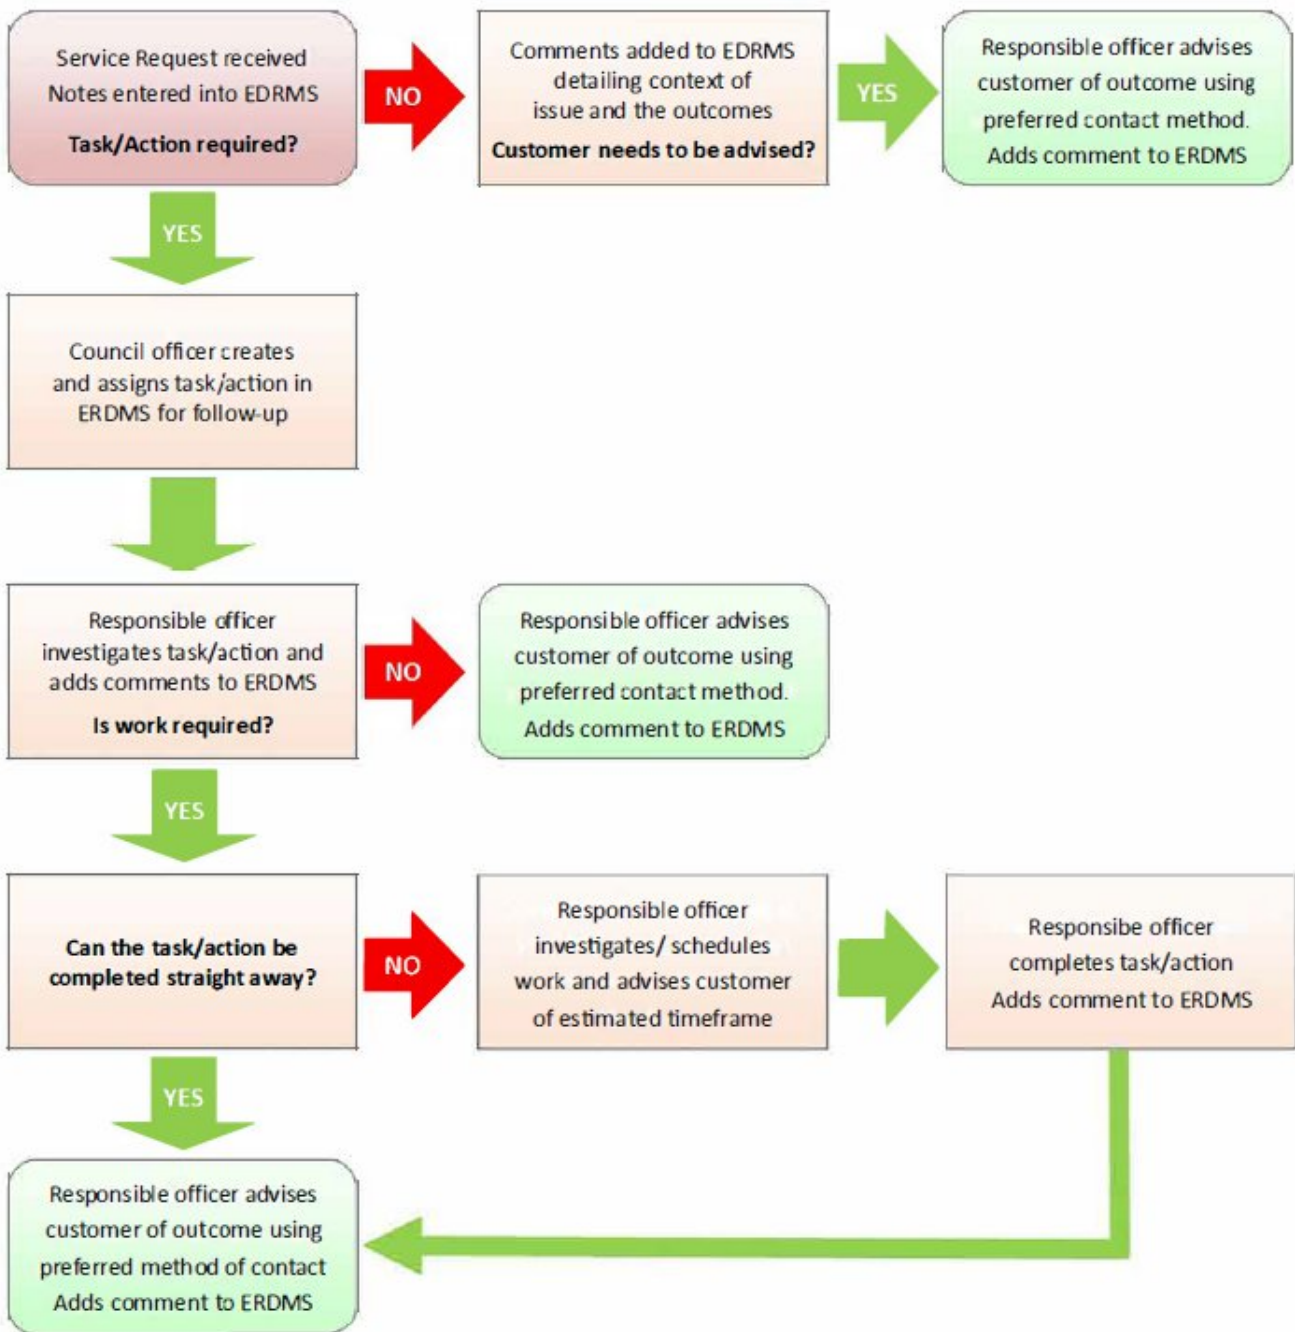 Service Request received
Notes entered into EDRMS
Task/Action required?
NO
Comments added to EDRMS
detailing context of
issue and the outcomes
Customer needs to be advised?
YES
Responsible officer advises
customer of outcome using
preferred contact method.
Adds comment to ERDMS
YES
Council officer creates
and assigns task/action in
ERDMS for follow-up
Responsible officer
investigates task/action and
adds comments to ERDMS
Is work required?
NO
Responsible officer advises
customer of outcome using
preferred contact method.
Adds comment to ERDMS
YES
Can the task/action be
completed straight away?
NO
Responsible officer
investigates/ schedules
work and advises customer
of estimated timeframe
Responsibe officer
completes task/action
Adds comment to ERDMS
YES
Responsible officer advises
customer of outcome using
preferred method of contact
Adds comment to ERDMS